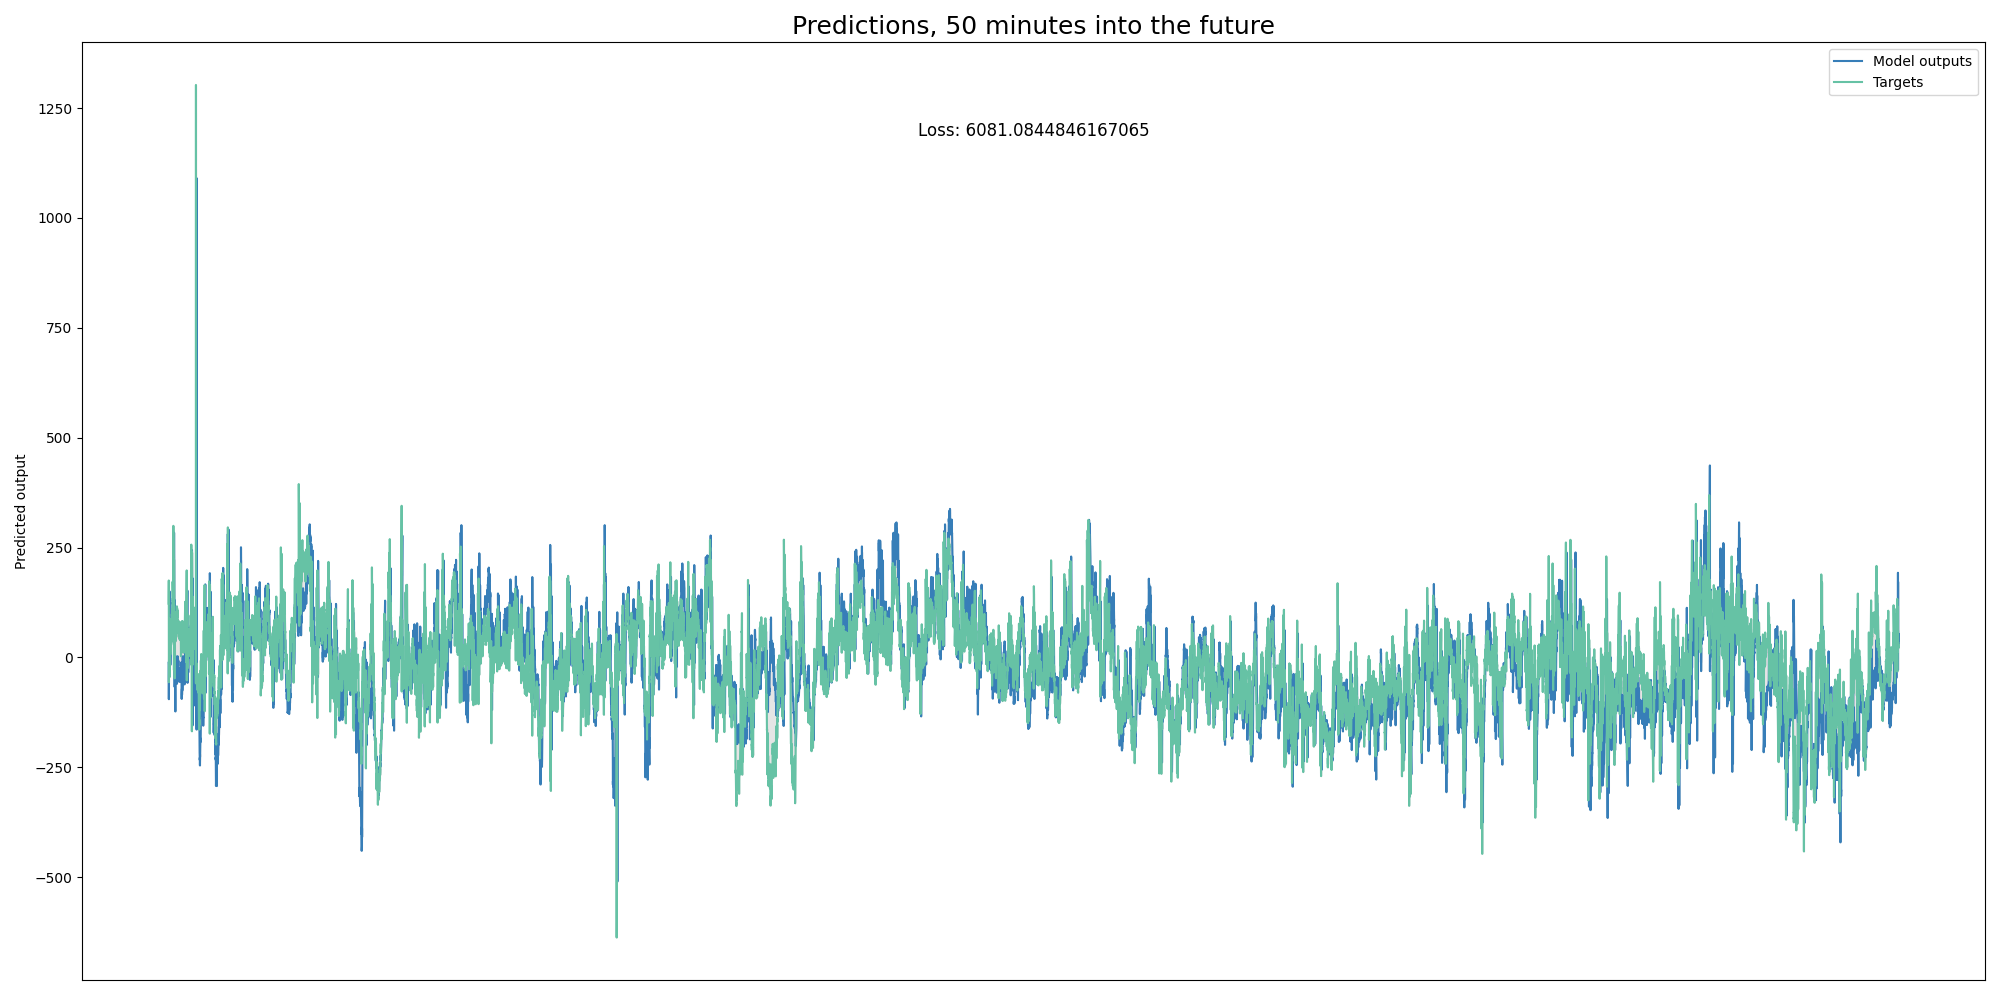 Predictions, 50 minutes into the future
Model outputs
Targets
Loss: 6081.0844846167065
Predicted output
1250
1000
750
500
250
0
−250
−500